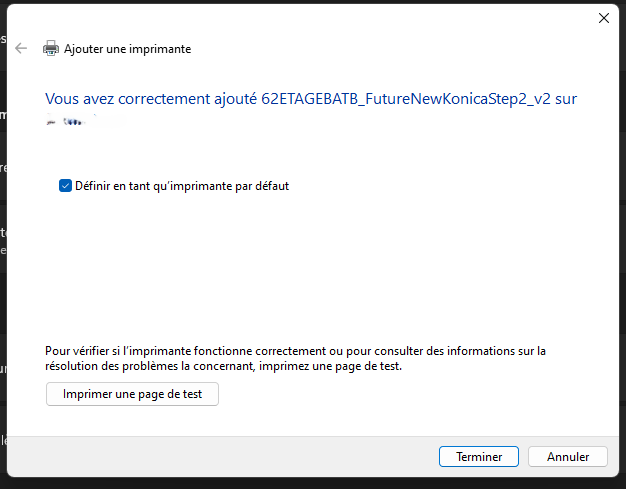 Ajouter une imprimante
Vous avez correctement ajouté 62ETAGEBATB_FutureNewKonicaStep2_v2 sur
Définir en tant qu'imprimante par défaut
Pour vérifier si l'imprimante fonctionne correctement ou pour consulter des informations sur la
résolution des problèmes la concernant, imprimez une page de test.
Imprimer une page de test
Terminer
Annuler